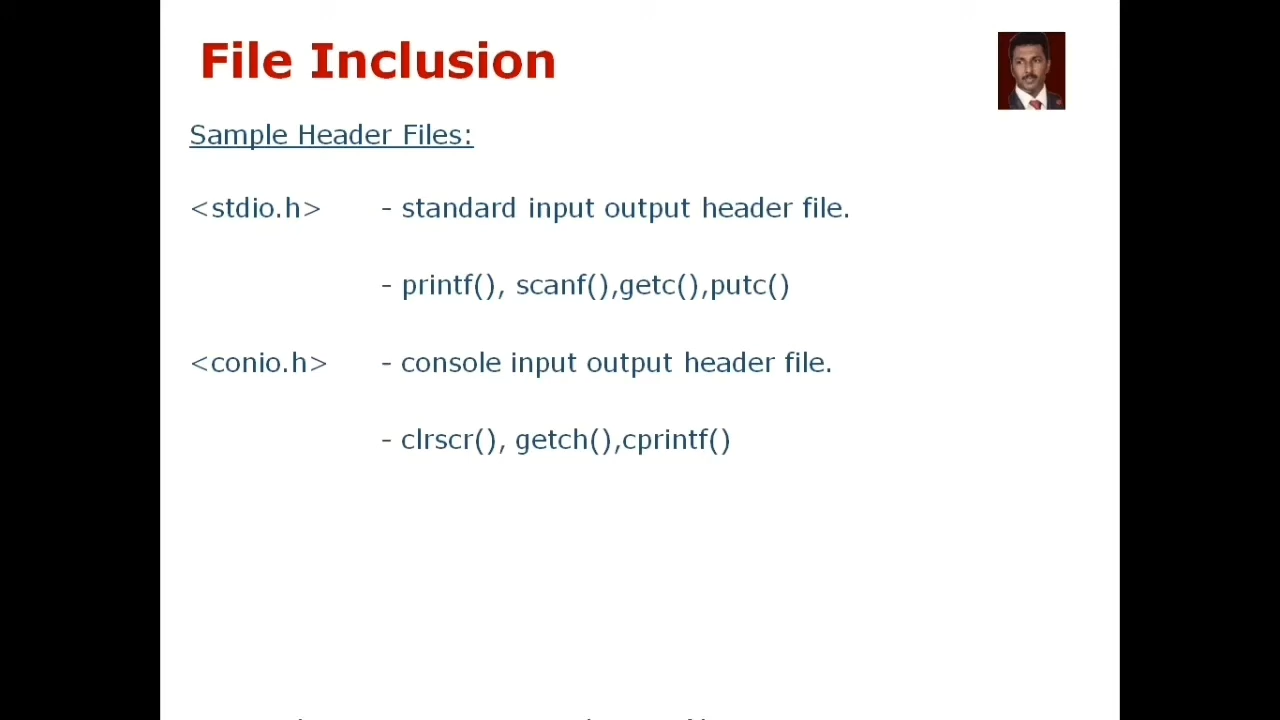 File Inclusion
Sample Header Files:
<stdio.h> - standard input output header file.
- printf(), scanf(),getc(),putc()
<conio.h> - console input output header file.
- clrscr(), getch(),cprintf()